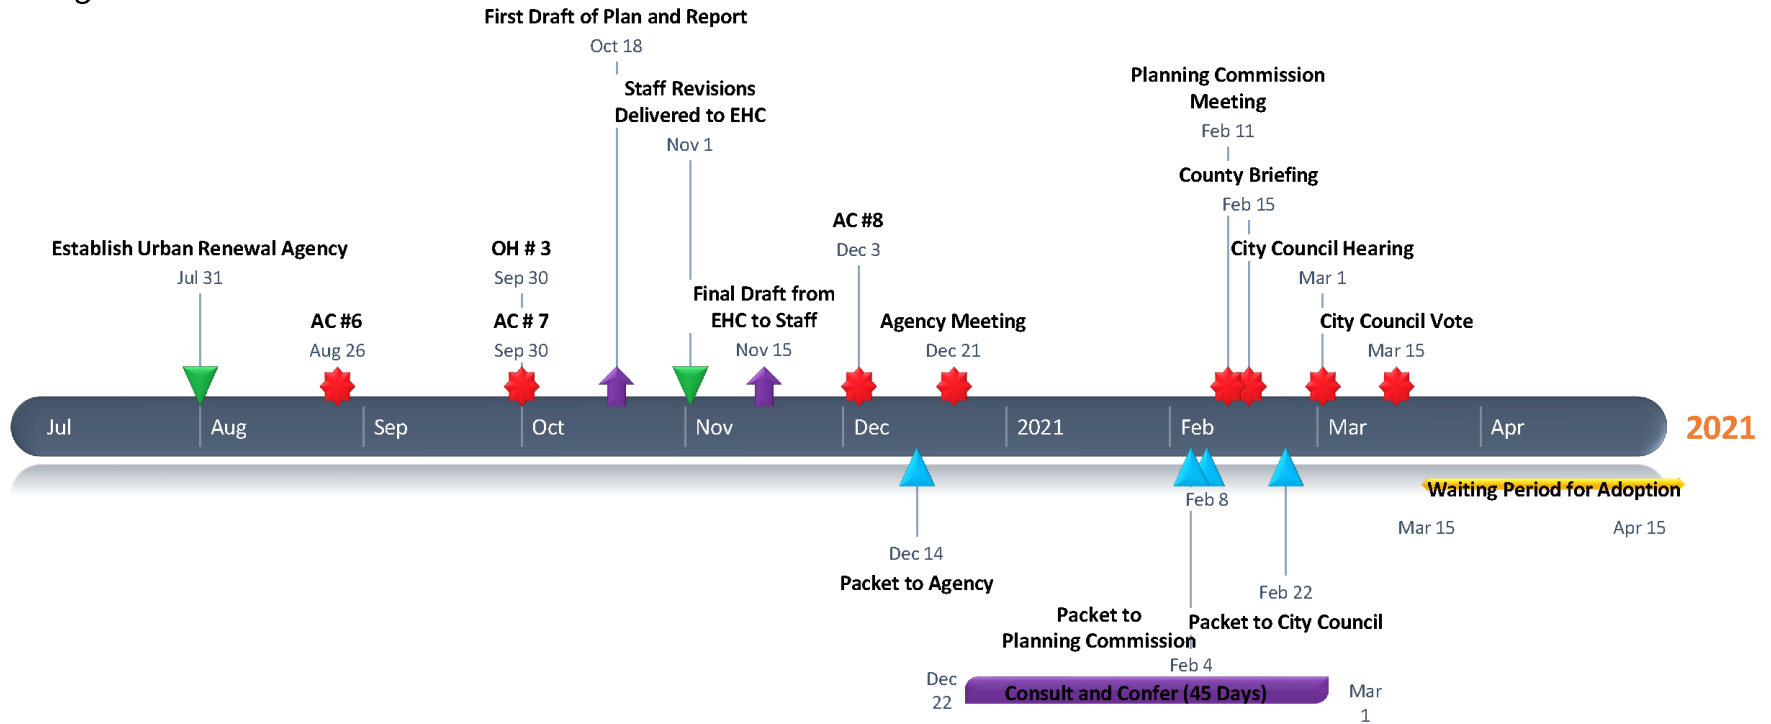 First Draft of Plan and Report
Oct 18
Staff Revisions
Delivered to EHC
Nov 1
Planning Commission
Meeting
Feb 11
County Briefing
Feb 15
AC #8
Dec 3
Establish Urban Renewal Agency
Jul 31
OH # 3
Sep 30
City Council Hearing
Mar 1
Final Draft from
EHC to Staff
Nov 15
AC #6
Aug 26
AC # 7
Sep 30
Agency Meeting
Dec 21
City Council Vote
Mar 15
Jul Aug Sep Oct Nov Dec 2021 Feb Mar Apr 2021
Waiting Period for Adoption
Mar 15 Apr 15
Feb 8
Dec 14
Packet to Agency
Feb 22
Packet to City Council
Packet to
Planning Commission
Feb 4
Dec
22
Consult and Confer (45 Days)
Mar
1